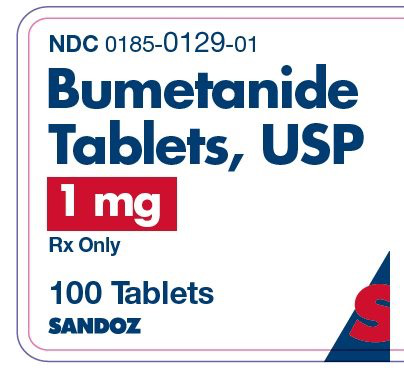 NDC 0185-0129-01
Bumetanide
Tablets, USP
1 mg
Rx Only
100 Tablets
SANDOZ
S